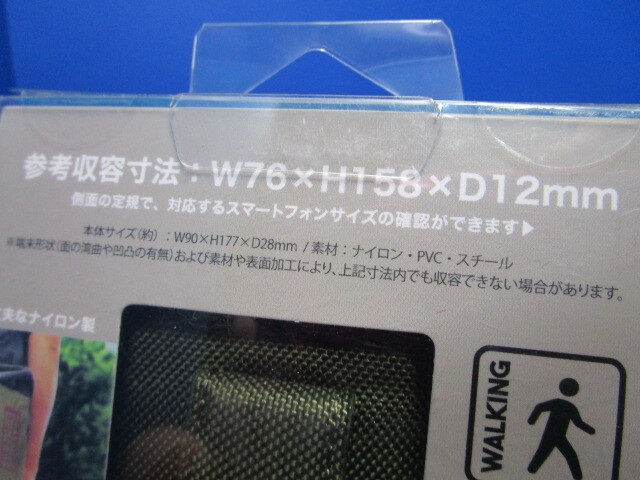 参考収容寸法：W76×H158×D12mm
側面の定規で、対応するスマートフォンサイズの確認ができます▶
本体サイズ（約）：W90×H177×D28mm / 素材：ナイロン・PVC・スチール
※端末形状（面の湾曲や凹凸の有無）および素材や表面加工により、上記寸法内でも収容できない場合があります。
夫なナイロン製
WALKING